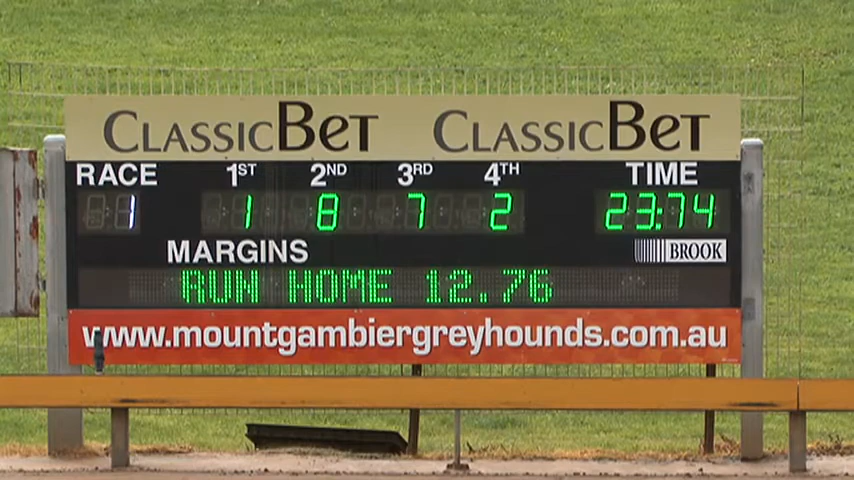 CLASSICBET CLASSICBET
RACE 1ST 2ND 3RD 4TH TIME
1 1 8 7 2 23:74
MARGINS BROOK
RUN HOME 12.76
www.mountgambiergreyhounds.com.au